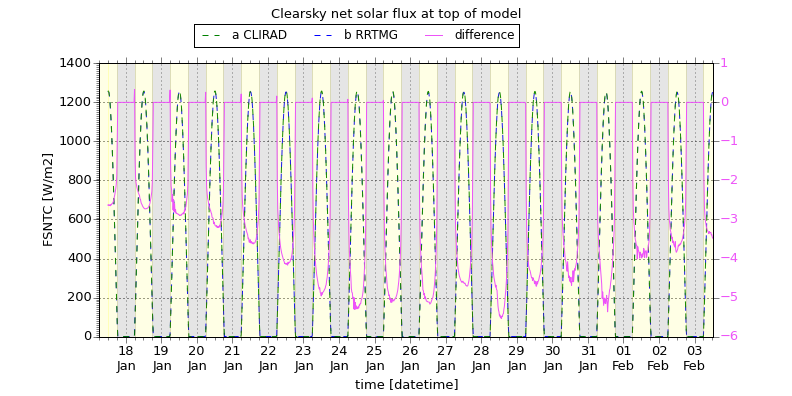 Clearsky net solar flux at top of model
a CLIRAD b RRTMG difference
FSNTC [W/m2]
1400
1200
1000
800
600
400
200
0
1
0
−1
−2
−3
−4
−5
−6
18 19 20 21 22 23 24 25 26 27 28 29 30 31 01 02 03
Jan Jan Jan Jan Jan Jan Jan Jan Jan Jan Jan Jan Jan Jan Feb Feb Feb
time [datetime]